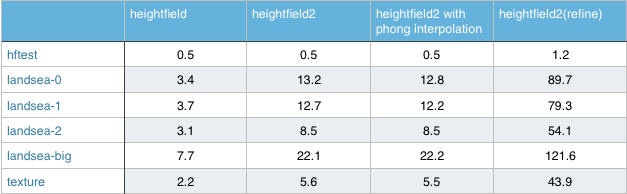 heightfield heightfield2 heightfield2 with phong interpolation heightfield2(refine)
hftest 0.5 0.5 0.5 1.2
landsea-0 3.4 13.2 12.8 89.7
landsea-1 3.7 12.7 12.2 79.3
landsea-2 3.1 8.5 8.5 54.1
landsea-big 7.7 22.1 22.2 121.6
texture 2.2 5.6 5.5 43.9